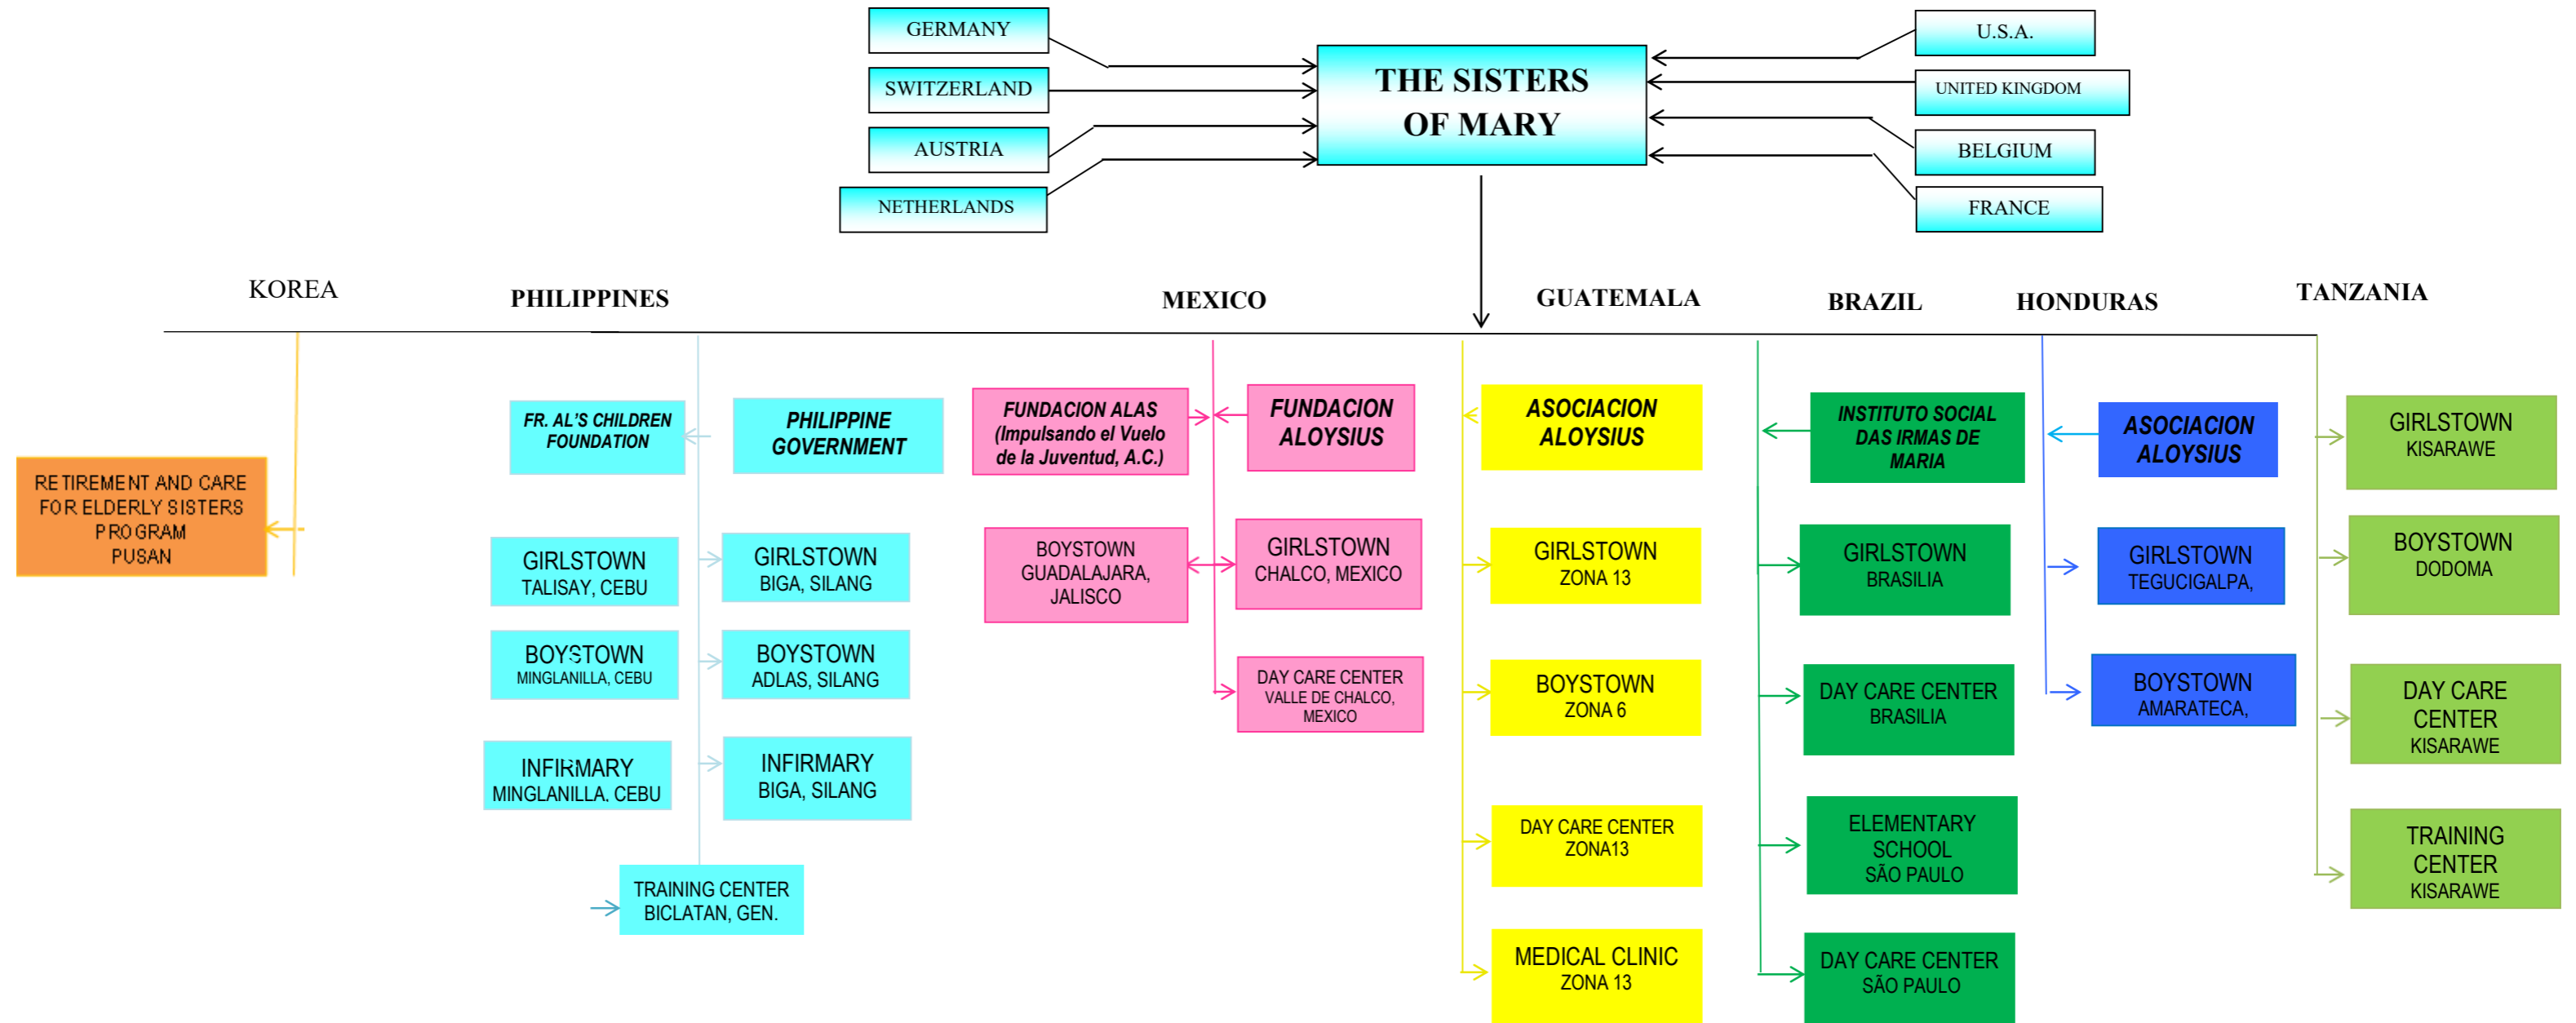 GERMANY
SWITZERLAND
AUSTRIA
NETHERLANDS
THE SISTERS
OF MARY
U.S.A.
UNITED KINGDOM
BELGIUM
FRANCE
KOREA
PHILIPPINES
MEXICO
GUATEMALA
BRAZIL
HONDURAS
TANZANIA
RETIREMENT AND CARE
FOR ELDERLY SISTERS
PROGRAM
PUSAN
FR. AL'S CHILDREN
FOUNDATION
PHILIPPINE
GOVERNMENT
GIRLSTOWN
TALISAY, CEBU
GIRLSTOWN
BIGA, SILANG
BOYSTOWN
MINGLANILLA, CEBU
BOYSTOWN
ADLAS, SILANG
INFIRMARY
MINGLANILLA. CEBU
INFIRMARY
BIGA, SILANG
TRAINING CENTER
BICLATAN, GEN.
FUNDACION ALAS
(Impulsando el Vuelo
de la Juventud, A.C.)
FUNDACION
ALOYSIUS
BOYSTOWN
GUADALAJARA,
JALISCO
GIRLSTOWN
CHALCO, MEXICO
DAY CARE CENTER
VALLE DE CHALCO,
MEXICO
ASOCIACION
ALOYSIUS
GIRLSTOWN
ZONA 13
BOYSTOWN
ZONA 6
DAY CARE CENTER
ZONA13
MEDICAL CLINIC
ZONA 13
INSTITUTO SOCIAL
DAS IRMAS DE
MARIA
GIRLSTOWN
BRASILIA
DAY CARE CENTER
BRASILIA
ELEMENTARY
SCHOOL
SÃO PAULO
DAY CARE CENTER
SÃO PAULO
ASOCIACION
ALOYSIUS
GIRLSTOWN
TEGUCIGALPA,
BOYSTOWN
AMARATECA,
GIRLSTOWN
KISARAWE
BOYSTOWN
DODOMA
DAY CARE
CENTER
KISARAWE
TRAINING
CENTER
KISARAWE